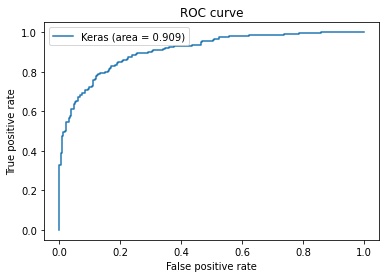 ROC curve
Keras (area = 0.909)
True positive rate
1.0
0.8
0.6
0.4
0.2
0.0
0.0 0.2 0.4 0.6 0.8 1.0
False positive rate